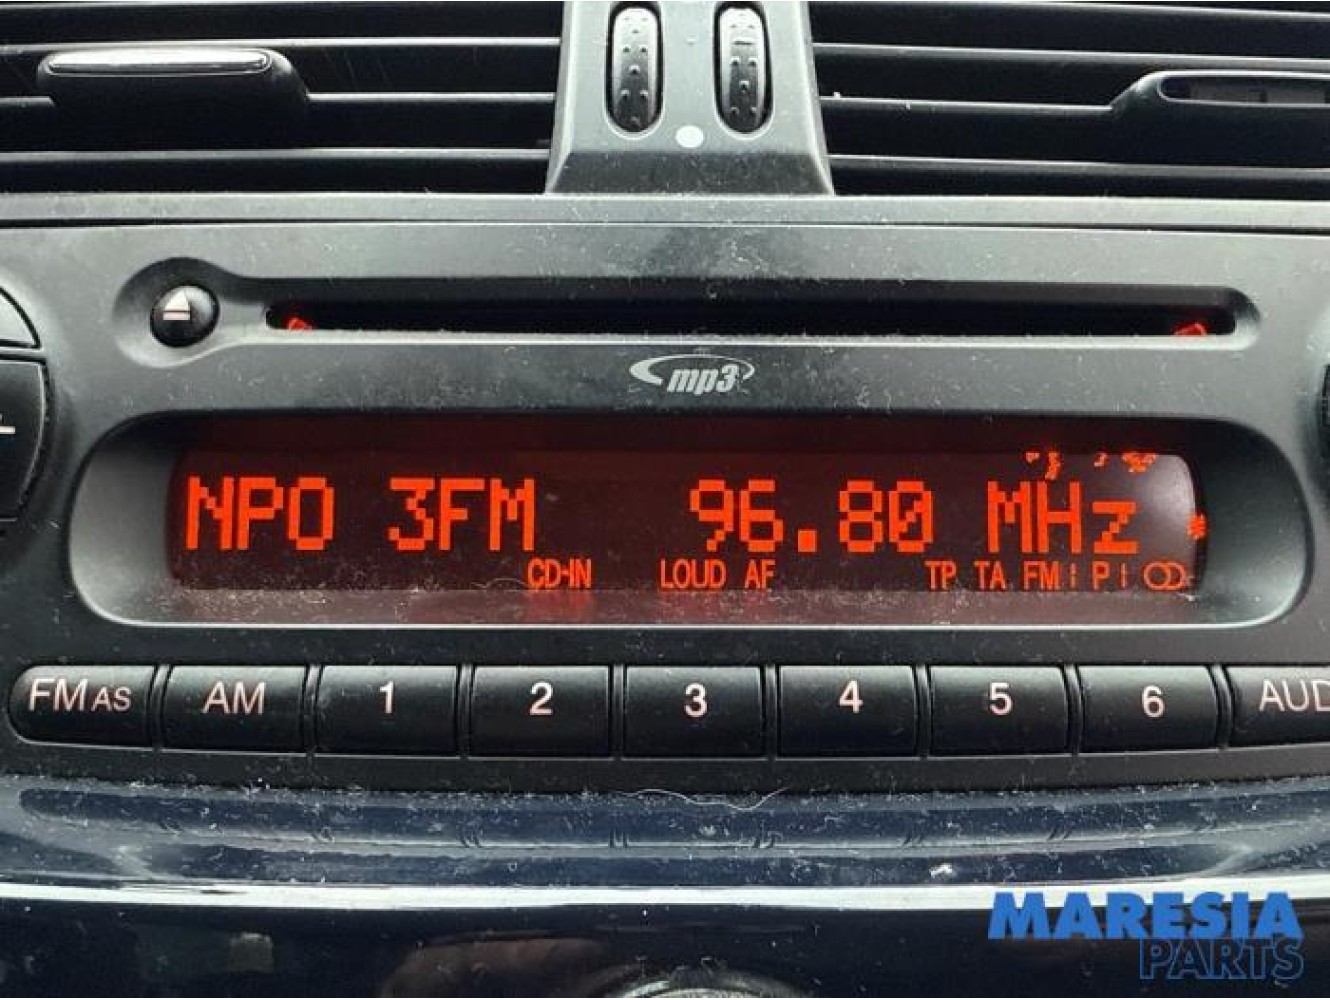 mp3
NPO 3FM 96.80 MHz
CD-IN LOUD AF TP TA FM P
FM AS AM 1 2 3 4 5 6 AUD
MARESIA
PARTS